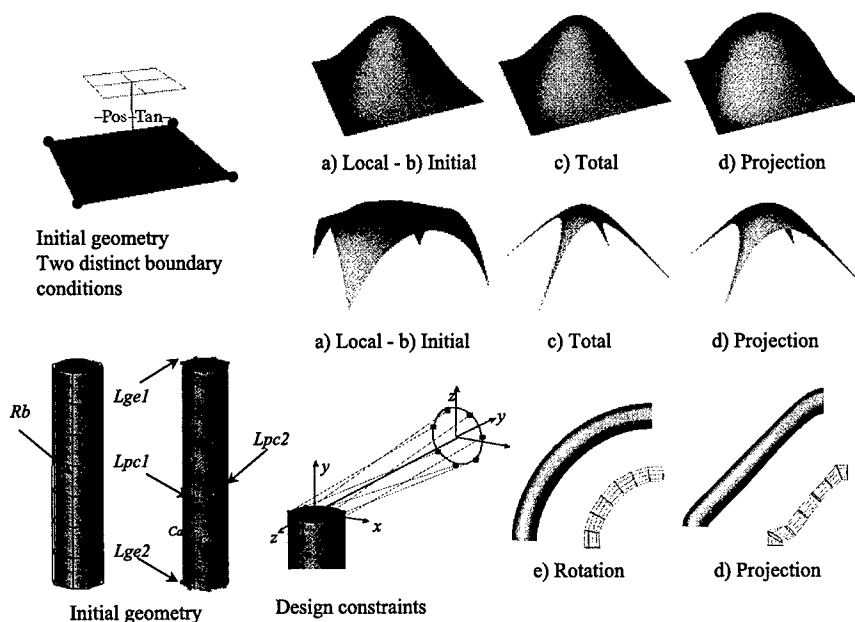 –Pos–Tan–
a) Local - b) Initial
c) Total
d) Projection
Initial geometry
Two distinct boundary
conditions
a) Local - b) Initial
c) Total
d) Projection
Rb
Lge1
Lpc1
Lpc2
Ca
Lge2
y
z
x
z
y
e) Rotation
d) Projection
Initial geometry
Design constraints